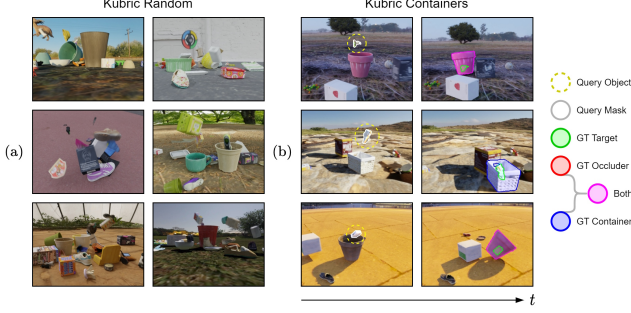 Kubric Random
Kubric Containers
(a)
(b)
Query Object
Query Mask
GT Target
GT Occluder
Both
GT Container
t